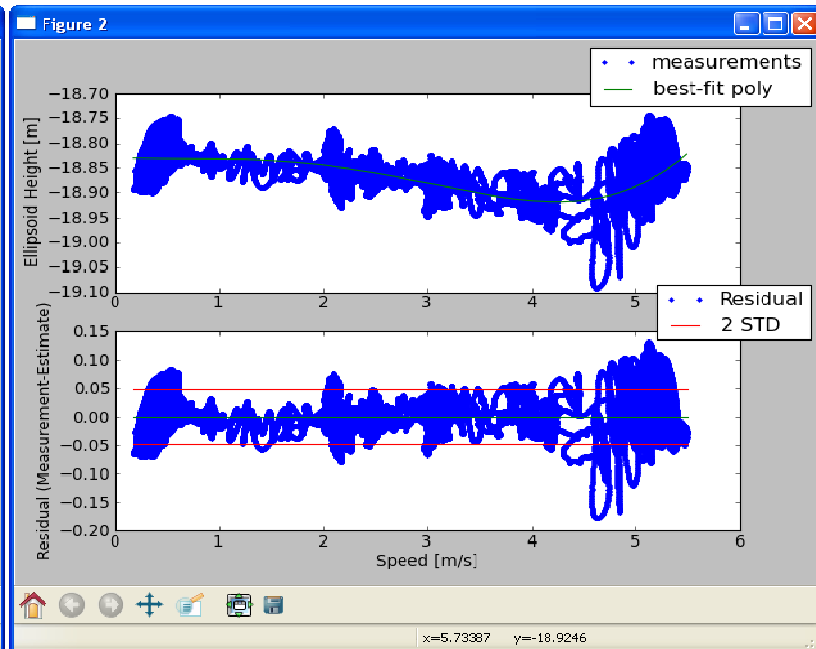 Figure 2
measurements
best-fit poly
−18.70
−18.75
−18.80
−18.85
−18.90
−18.95
−19.00
−19.05
−19.10
Ellipsoid Height [m]
0 1 2 3 4 5
Residual
2 STD
0.15
0.10
0.05
0.00
−0.05
−0.10
−0.15
−0.20
Residual (Measurement-Estimate)
0 1 2 3 4 5 6
Speed [m/s]
x=5.73387 y=-18.9246